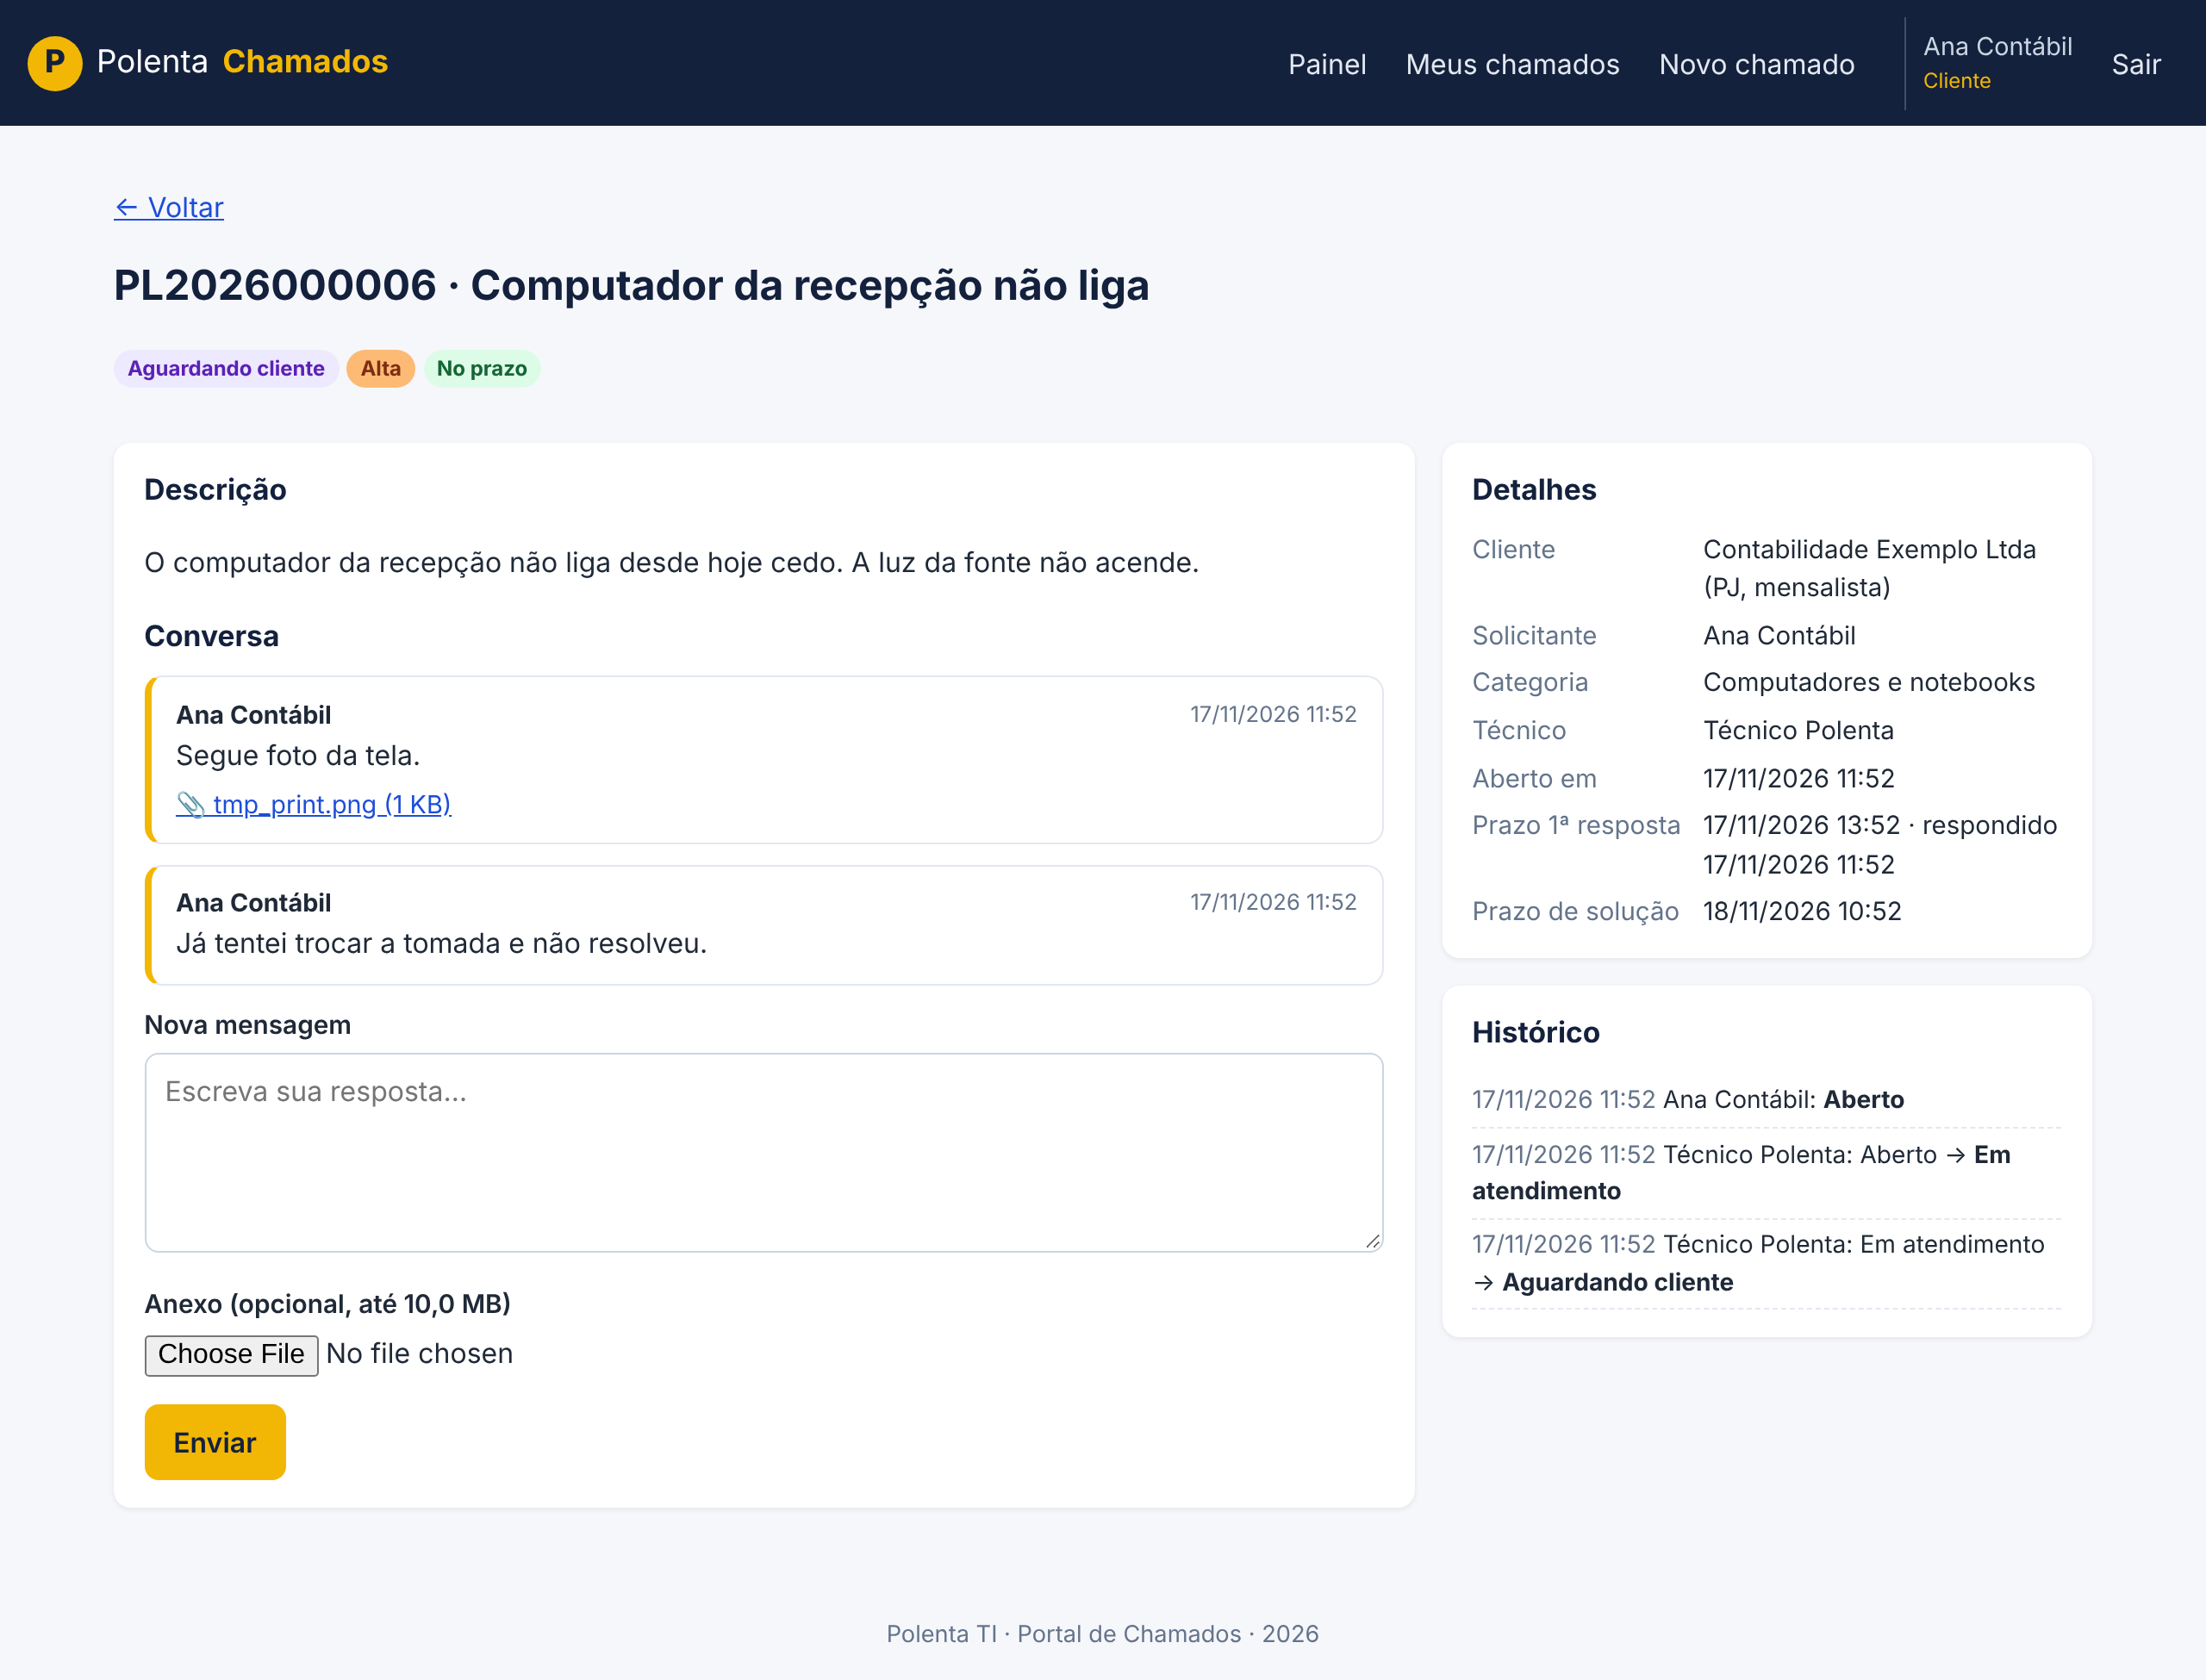 P Polenta Chamados
Painel Meus chamados Novo chamado Ana Contábil Sair
Cliente
← Voltar
PL2026000006 · Computador da recepção não liga
Aguardando cliente Alta No prazo
Descrição
O computador da recepção não liga desde hoje cedo. A luz da fonte não acende.
Conversa
Ana Contábil 17/11/2026 11:52
Segue foto da tela.
📎 tmp_print.png (1 KB)
Ana Contábil 17/11/2026 11:52
Já tentei trocar a tomada e não resolveu.
Nova mensagem
Escreva sua resposta...
Anexo (opcional, até 10,0 MB)
Choose File No file chosen
Enviar
Detalhes
Cliente Contabilidade Exemplo Ltda
(PJ, mensalista)
Solicitante Ana Contábil
Categoria Computadores e notebooks
Técnico Técnico Polenta
Aberto em 17/11/2026 11:52
Prazo 1ª resposta 17/11/2026 13:52 · respondido
17/11/2026 11:52
Prazo de solução 18/11/2026 10:52
Histórico
17/11/2026 11:52 Ana Contábil: Aberto
17/11/2026 11:52 Técnico Polenta: Aberto → Em
atendimento
17/11/2026 11:52 Técnico Polenta: Em atendimento
→ Aguardando cliente
Polenta TI · Portal de Chamados · 2026